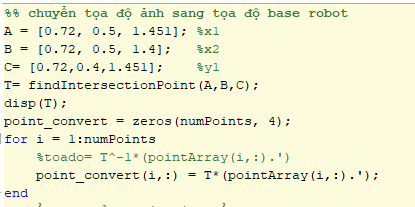 %% chuyển tọa độ ảnh sang tọa độ base robot
A = [0.72, 0.5, 1.451]; %x1
B = [0.72, 0.5, 1.4];   %x2
C= [0.72,0.4,1.451];    %y1
T= findIntersectionPoint(A,B,C);
disp(T);
point_convert = zeros(numPoints, 4);
for i = 1:numPoints
    %toado= T^-1*(pointArray(i,:).')
    point_convert(i,:) = T*(pointArray(i,:).');
end